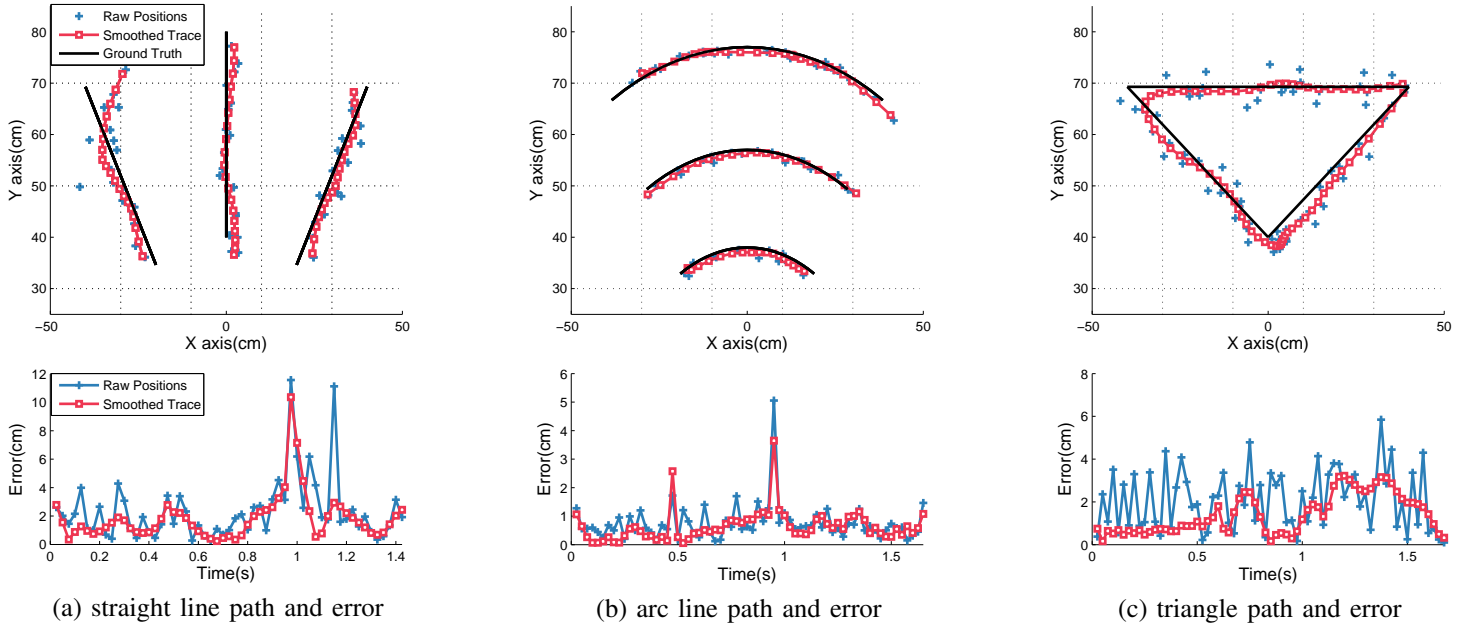 80
70
60
50
40
30
Y axis(cm)
Raw Positions
Smoothed Trace
Ground Truth
−50
0
50
X axis(cm)
80
70
60
50
40
30
Y axis(cm)
−50
0
50
X axis(cm)
80
70
60
50
40
30
Y axis(cm)
−50
0
50
X axis(cm)
12
10
8
6
4
2
0
Error(cm)
Raw Positions
Smoothed Trace
0 0.2 0.4 0.6 0.8 1 1.2 1.4
Time(s)
6
5
4
3
2
1
0
Error(cm)
0 0.5 1 1.5
Time(s)
8
6
4
2
0
Error(cm)
0 0.5 1 1.5
Time(s)
(a) straight line path and error
(b) arc line path and error
(c) triangle path and error